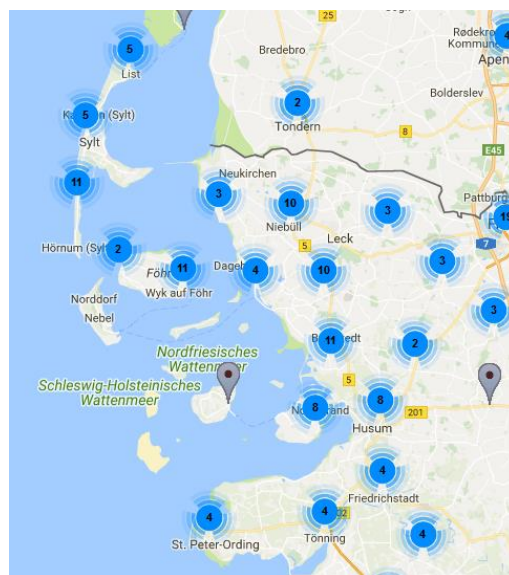 25
Bredebro
Rødekro
Kommun
4
Apen
5
List
Bolderslev
2
Tondern
8
5
(Sylt)
Sylt
E45
11
Neukirchen
3
10
Niebüll
3
Pattburg
15
Leck
5
7
Hörnum (Sylt
2
Föhr
11
Wyk auf Föhr
Dageb
4
10
3
Norddorf
Nebel
3
11
2
Nordfriesisches
Wattenmeer
Schleswig-Holsteinisches
Wattenmeer
5
8
8
201
Husum
4
Friedrichstadt
4
St. Peter-Ording
4
Tönning
4